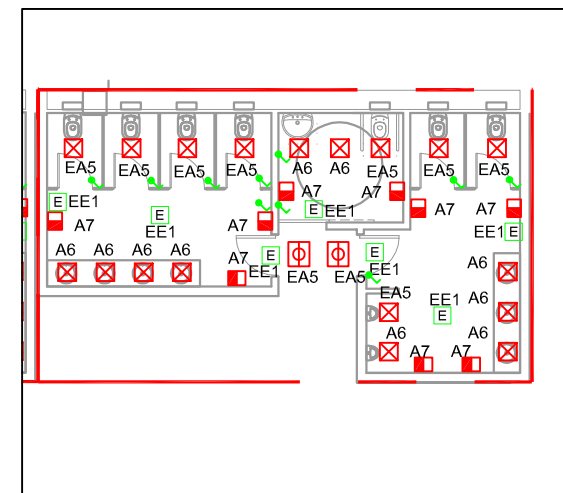 EA5 EA5 EA5 EA5 A6 A6 EA5 EA5 EA5
E EE1 A7 A7 A7 A7
E EE1 E EE1 A7 A7
EE1 E
A6 A6 A6 A6 A7 EE1 E EA5 EA5 E EE1 A6
EA5 EE1 E A6
A6 A6
A7 A7